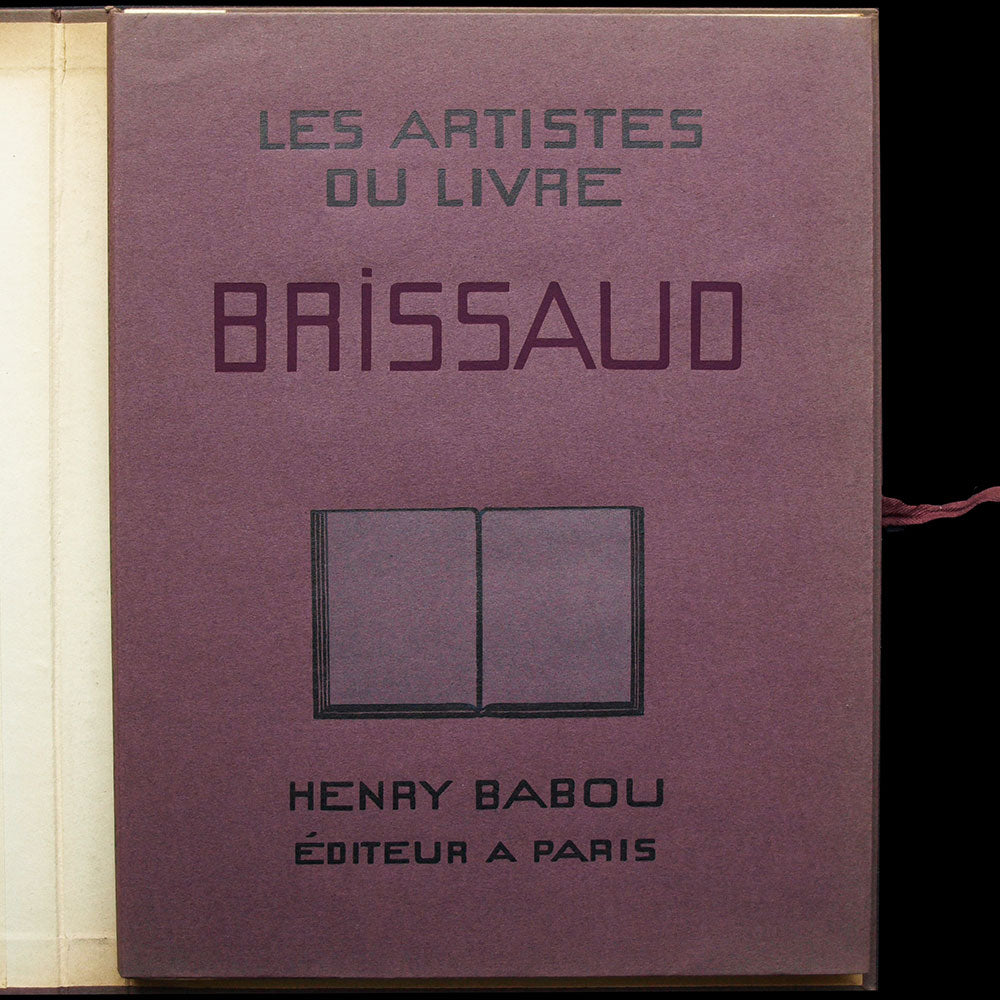 LES ARTISTES
DU LIVRE
BRISSAUD
HENRY BABOU
ÉDITEUR A PARIS